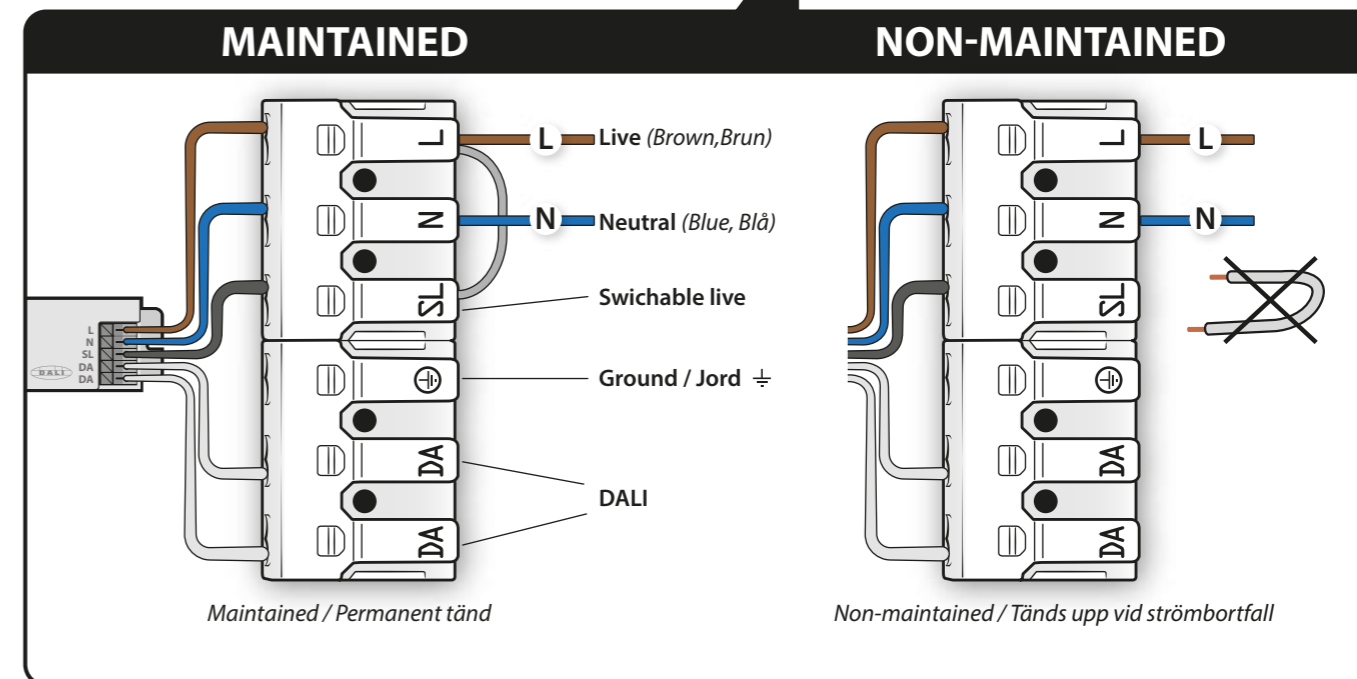 MAINTAINED
NON-MAINTAINED
L
L
Live (Brown,Brun)
N
N
Neutral (Blue, Blå)
SL
Swichable live
Ground / Jord
DA
DALI
DA
L
N
SL
DA
DA
DALI
Maintained / Permanent tänd
L
L
N
N
SL
DA
DA
Non-maintained / Tänds upp vid strömbortfall